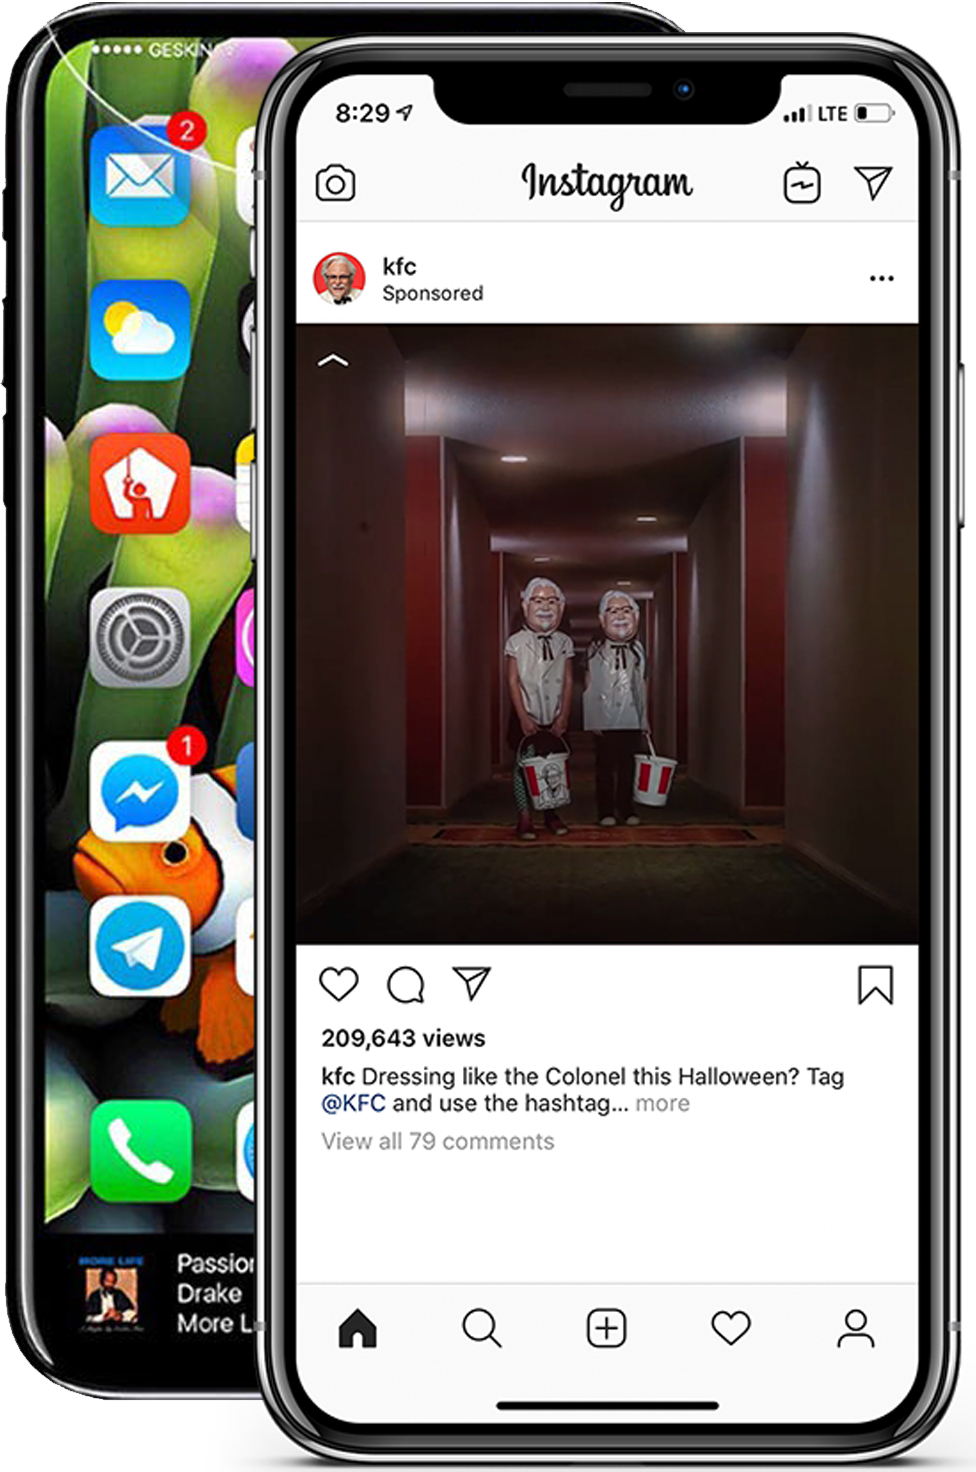 GESKIN
2
1
Passion
Drake
More L
MORE LIFE
8:29
LTE
Instagram
kfc
Sponsored
209,643 views
kfc Dressing like the Colonel this Halloween? Tag
@KFC and use the hashtag... more
View all 79 comments